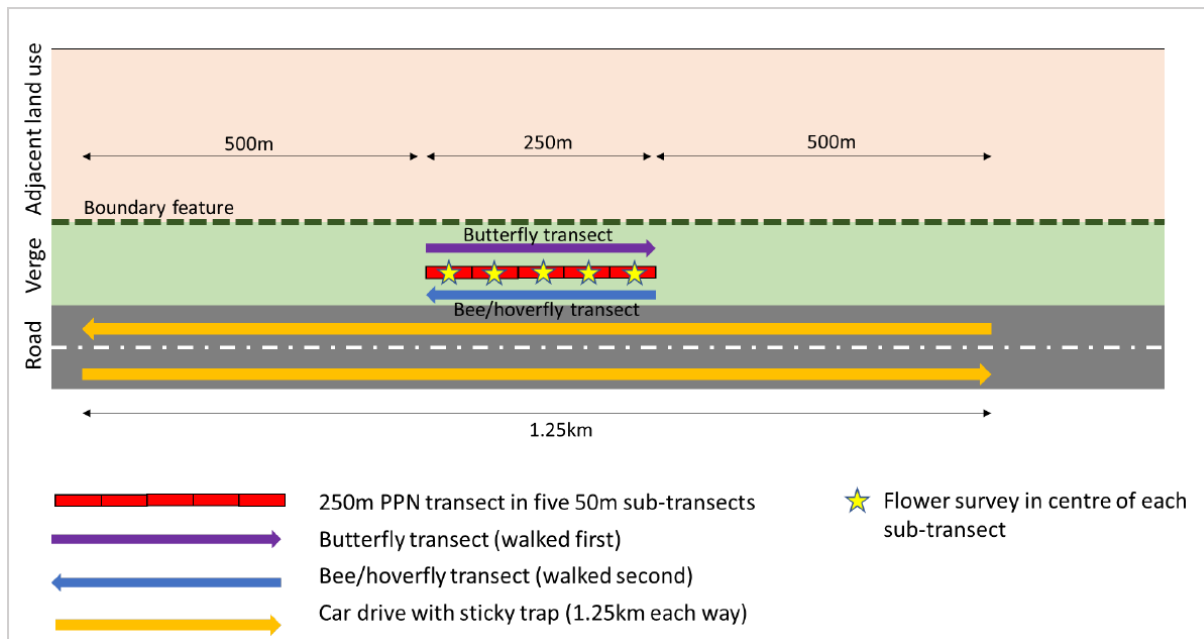 Adjacent land use
500m
250m
500m
Boundary feature
Verge
Butterfly transect
Bee/hoverfly transect
Road
1.25km
250m PPN transect in five 50m sub-transects
Butterfly transect (walked first)
Bee/hoverfly transect (walked second)
Car drive with sticky trap (1.25km each way)
Flower survey in centre of each
sub-transect